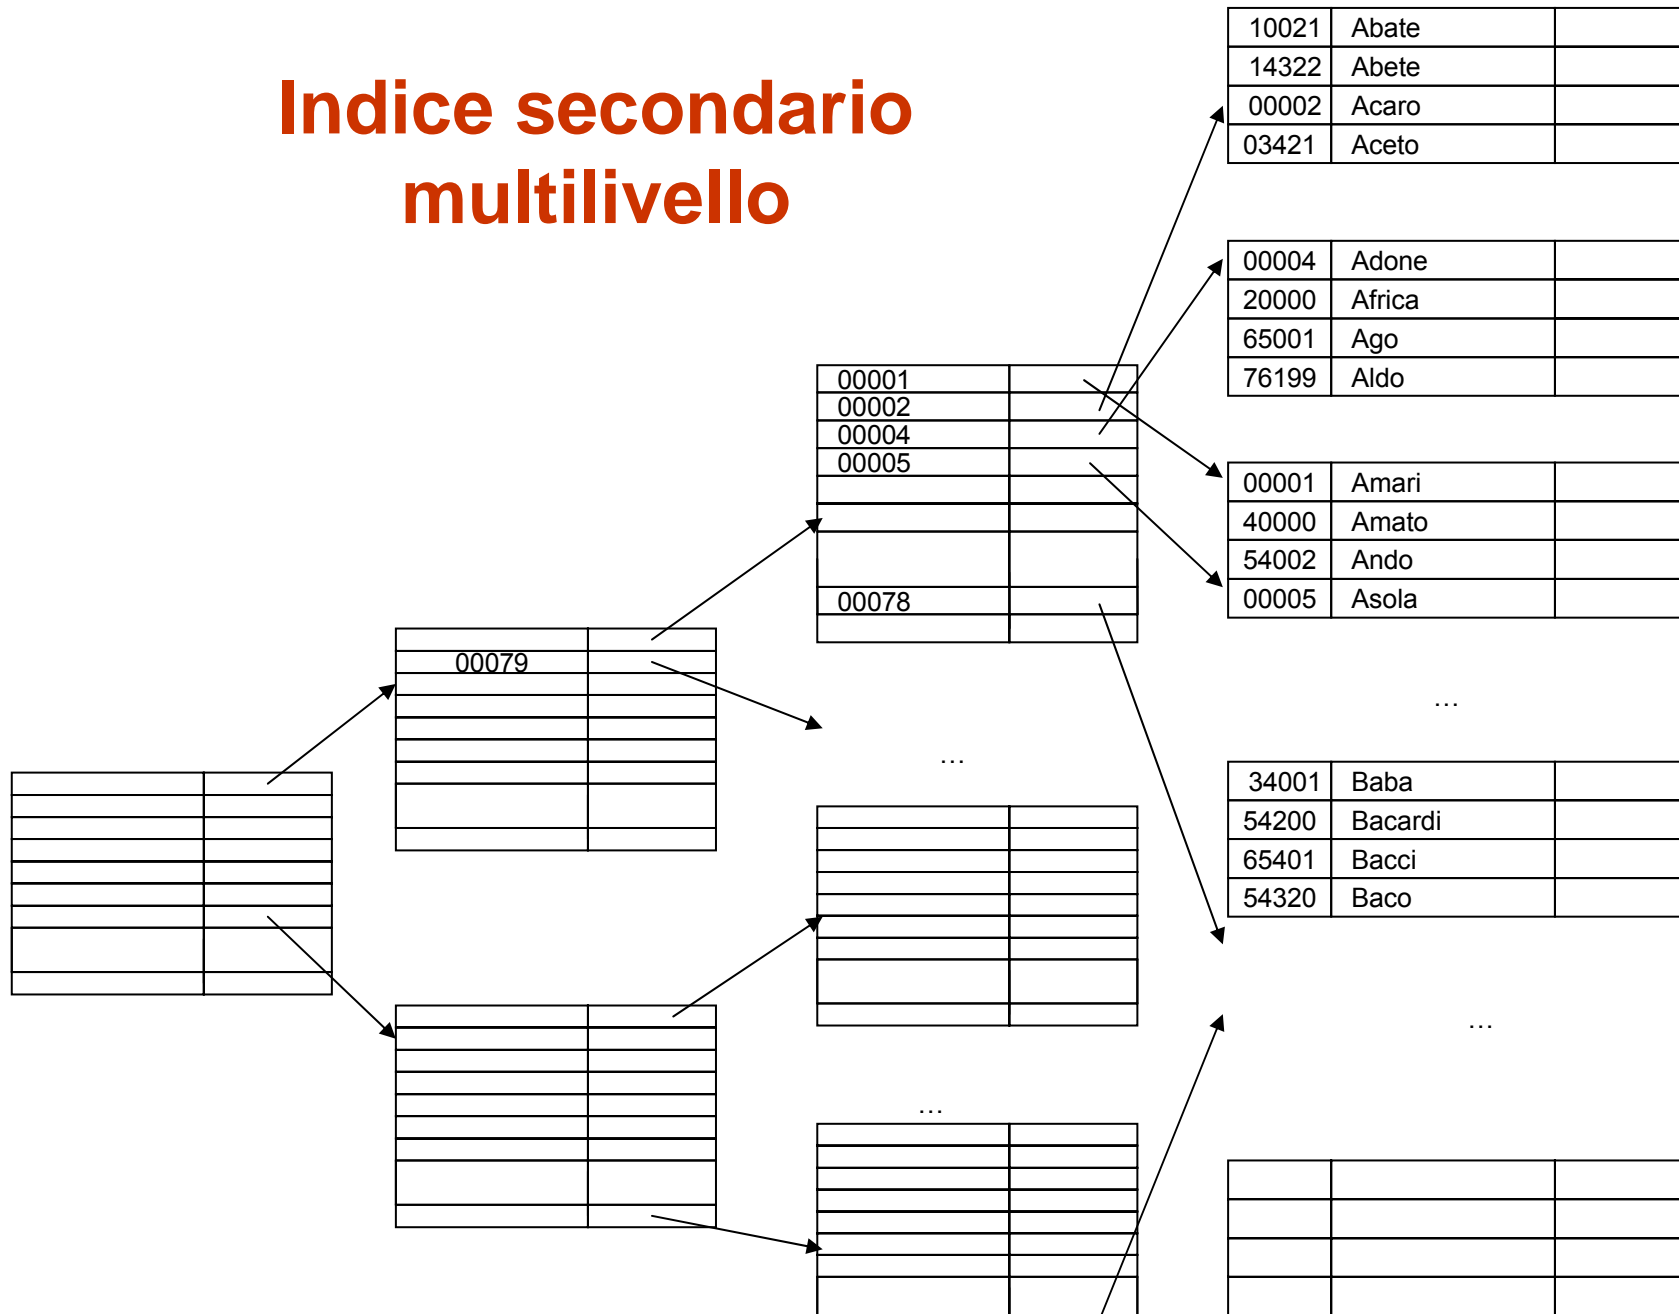 Indice secondario
multilivello
10021 Abate
14322 Abete
00002 Acaro
03421 Aceto
00004 Adone
20000 Africa
65001 Ago
76199 Aldo
00001 Amari
40000 Amato
54002 Ando
00005 Asola
...
34001 Baba
54200 Bacardi
65401 Bacci
54320 Baco
...
00001
00002
00004
00005
00078
...
...
00079